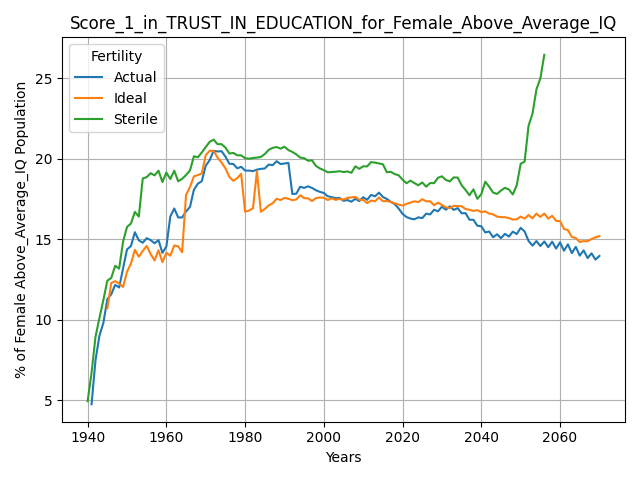 Score_1_in_TRUST_IN_EDUCATION_for_Female_Above_Average_IQ
Fertility
Actual
Ideal
Sterile
% of Female Above_Average_IQ Population
25
20
15
10
5
1940 1960 1980 2000 2020 2040 2060
Years